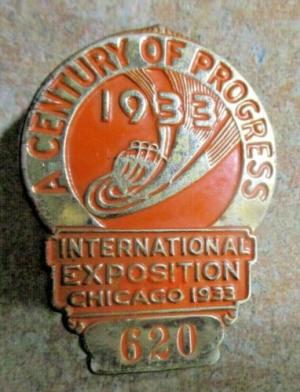 A CENTURY OF PROGRESS
1933
INTERNATIONAL
EXPOSITION
CHICAGO 1933
620